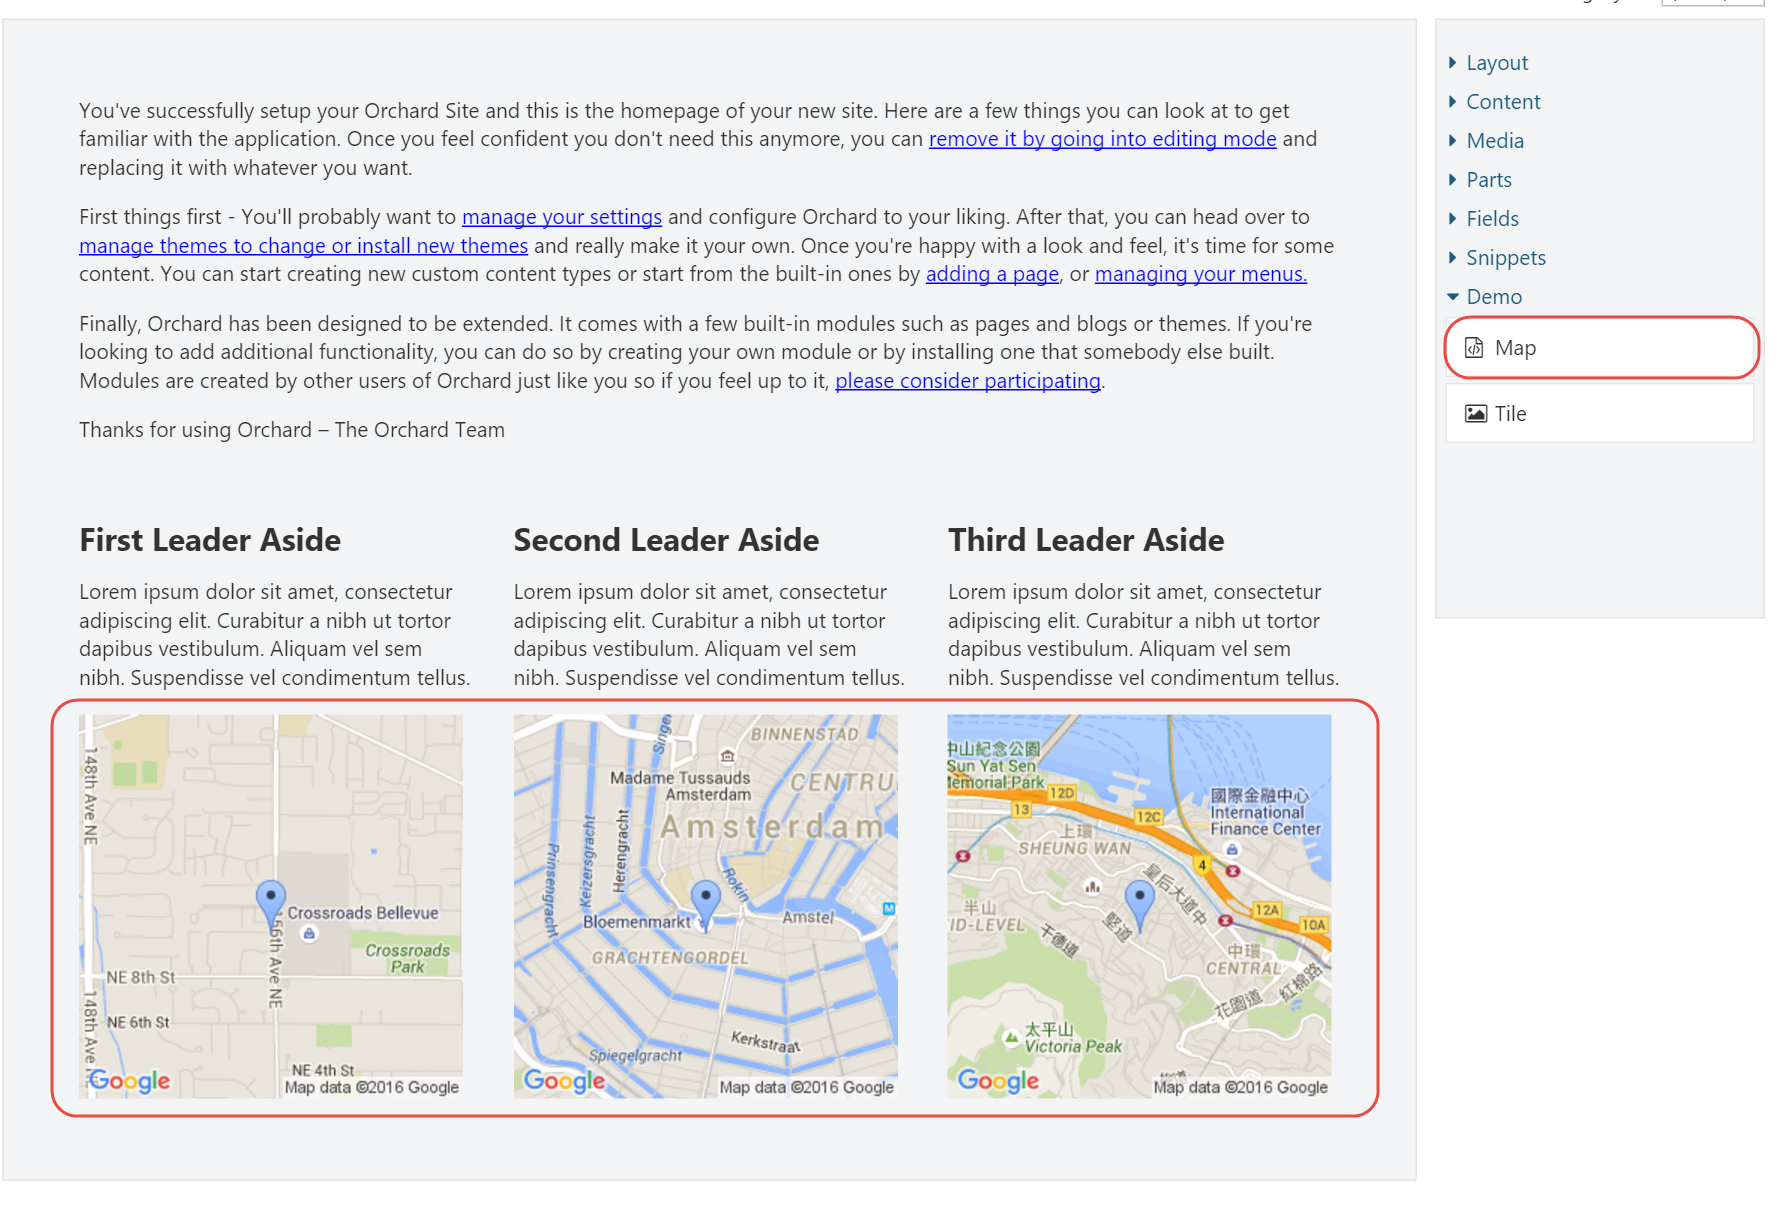 You've successfully setup your Orchard Site and this is the homepage of your new site. Here are a few things you can look at to get
familiar with the application. Once you feel confident you don't need this anymore, you can remove it by going into editing mode and
replacing it with whatever you want.
First things first - You'll probably want to manage your settings and configure Orchard to your liking. After that, you can head over to
manage themes to change or install new themes and really make it your own. Once you're happy with a look and feel, it's time for some
content. You can start creating new custom content types or start from the built-in ones by adding a page, or managing your menus.
Finally, Orchard has been designed to be extended. It comes with a few built-in modules such as pages and blogs or themes. If you're
looking to add additional functionality, you can do so by creating your own module or by installing one that somebody else built.
Modules are created by other users of Orchard just like you so if you feel up to it, please consider participating.
Thanks for using Orchard – The Orchard Team
First Leader Aside
Lorem ipsum dolor sit amet, consectetur
adipiscing elit. Curabitur a nibh ut tortor
dapibus vestibulum. Aliquam vel sem
nibh. Suspendisse vel condimentum tellus.
148th Ave NE
Crossroads Bellevue
Crossroads
Park
NE 8th St
NE 6th St
148th Ave
NE 4th St
Google
Map data ©2016 Google
Second Leader Aside
Lorem ipsum dolor sit amet, consectetur
adipiscing elit. Curabitur a nibh ut tortor
dapibus vestibulum. Aliquam vel sem
nibh. Suspendisse vel condimentum tellus.
Singel
BINNENSTAD
Madame Tussauds
Amsterdam
CENTRU
Amsterdam
Prinsengracht
Keizersgracht
Herengracht
Rokin
Bloemenmarkt
Amstel
M
GRACHTENGORDEL
Kerkstraat
Spiegelgracht
Google
Map data ©2016 Google
Third Leader Aside
Lorem ipsum dolor sit amet, consectetur
adipiscing elit. Curabitur a nibh ut tortor
dapibus vestibulum. Aliquam vel sem
nibh. Suspendisse vel condimentum tellus.
中山紀念公園
Sun Yat Sen
Memorial Park
12D
13
12C
國際金融中心
International
Finance Center
上環
SHEUNG WAN
4
皇后大道中
半山
ID-LEVEL
干德道
堅道
12A
10A
中環
CENTRAL
花園道
紅棉路
太平山
Victoria Peak
Google
Map data ©2016 Google
Layout
Content
Media
Parts
Fields
Snippets
Demo
Map
Tile